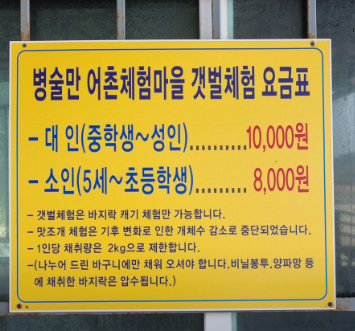 병술만 어촌체험마을 갯벌체험 요금표
- 대 인(중학생~성인)..........10,000원
- 소인(5세~초등학생)......... 8,000원
- 갯벌체험은 바지락 캐기 체험만 가능합니다.
- 맛조개 체험은 기후 변화로 인한 개체수 감소로 중단되었습니다.
- 1인당 채취량은 2kg으로 제한합니다.
- (나누어 드린 바구니에만 채워 오셔야 합니다.비닐봉투,양파망 등
에 채취한 바지락은 압수됩니다.)